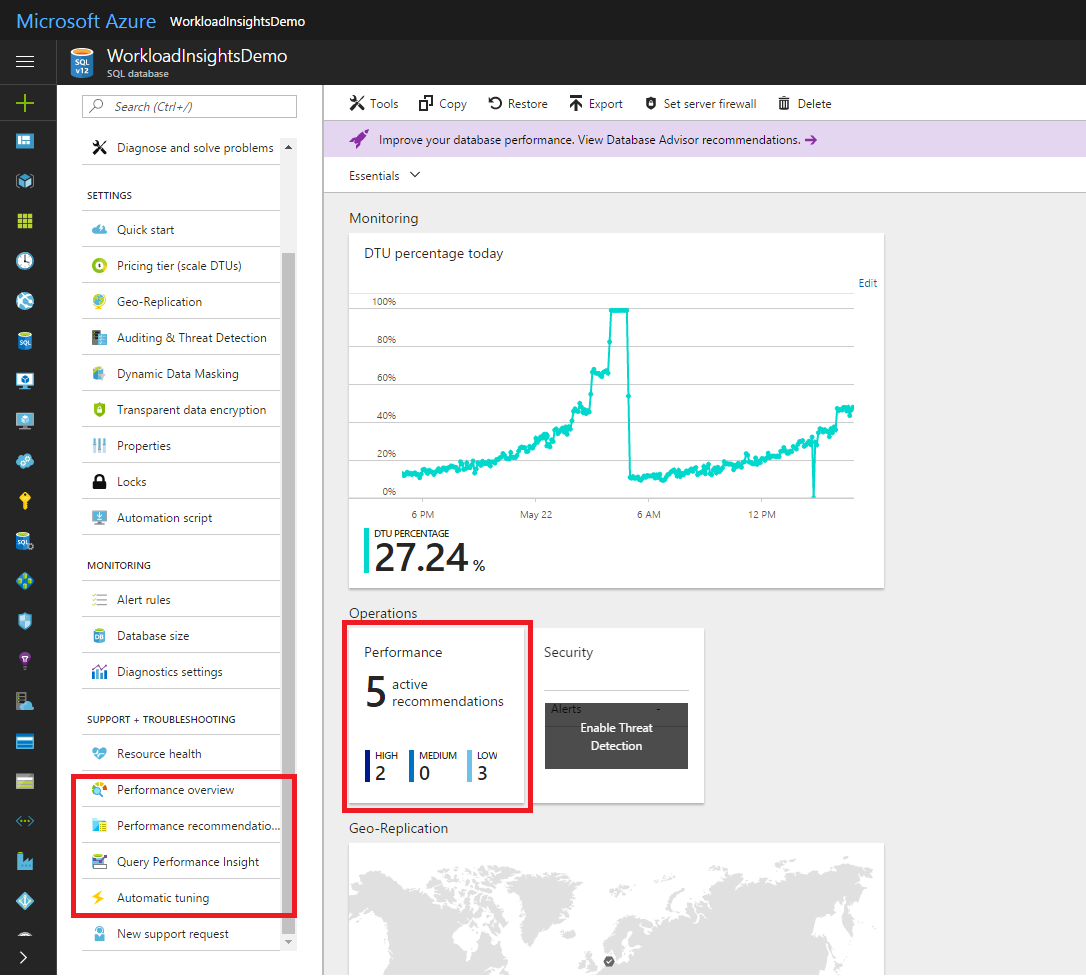 Microsoft Azure WorkloadInsightsDemo
WorkloadInsightsDemo
SQL database
SQL
v12
Search (Ctrl+/)
Diagnose and solve problems
SETTINGS
Quick start
Pricing tier (scale DTUs)
Geo-Replication
Auditing & Threat Detection
Dynamic Data Masking
Transparent data encryption
Properties
Locks
Automation script
MONITORING
Alert rules
Database size
Diagnostics settings
SUPPORT + TROUBLESHOOTING
Resource health
Performance overview
Performance recommendatio...
Query Performance Insight
Automatic tuning
New support request
Tools Copy Restore Export Set server firewall Delete
Improve your database performance. View Database Advisor recommendations. →
Essentials
Monitoring
DTU percentage today
Edit
100%
80%
60%
40%
20%
0%
6 PM May 22 6 AM 12 PM
DTU PERCENTAGE
27.24 %
Operations
Performance
5 active
recommendations
HIGH MEDIUM LOW
2 0 3
Security
Alerts -
Enable Threat
Detection
Geo-Replication
SQL
SQL
DB